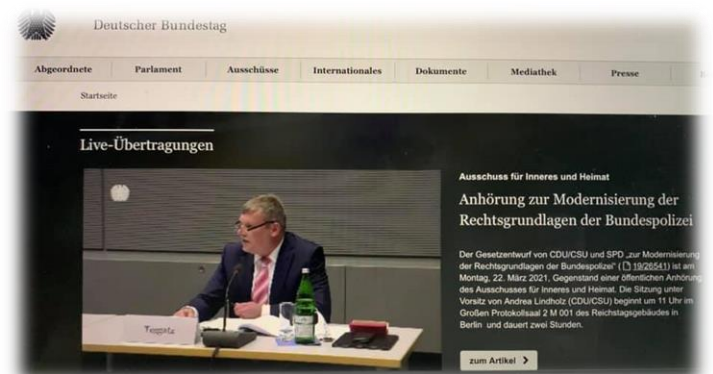 Deutscher Bundestag
Abgeordnete Parlament Ausschüsse Internationales Dokumente Mediathek Presse
Startseite
Live-Übertragungen
Ausschuss für Inneres und Heimat
Anhörung zur Modernisierung der
Rechtsgrundlagen der Bundespolizei
Der Gesetzentwurf von CDU/CSU und SPD „zur Modernisierung
der Rechtsgrundlagen der Bundespolizei“ (19/26541) ist am
Montag, 22. März 2021, Gegenstand einer öffentlichen Anhörung
des Ausschusses für Inneres und Heimat. Die Sitzung unter
Vorsitz von Andrea Lindholz (CDU/CSU) beginnt um 11 Uhr im
Großen Protokollsaal 2 M 001 des Reichstagsgebäudes in
Berlin und dauert zwei Stunden.
zum Artikel